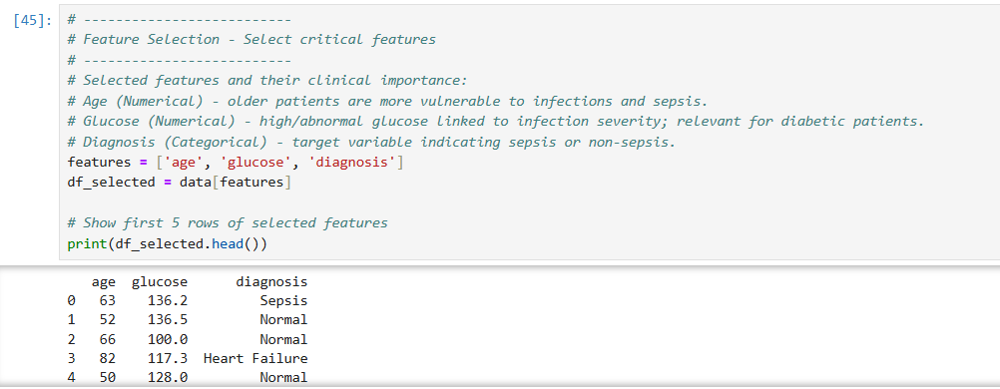 [45]: # --------------------------
# Feature Selection - Select critical features
# --------------------------
# Selected features and their clinical importance:
# Age (Numerical) - older patients are more vulnerable to infections and sepsis.
# Glucose (Numerical) - high/abnormal glucose linked to infection severity; relevant for diabetic patients.
# Diagnosis (Categorical) - target variable indicating sepsis or non-sepsis.
features = ['age', 'glucose', 'diagnosis']
df_selected = data[features]
# Show first 5 rows of selected features
print(df_selected.head())
age glucose diagnosis
0 63 136.2 Sepsis
1 52 136.5 Normal
2 66 100.0 Normal
3 82 117.3 Heart Failure
4 50 128.0 Normal